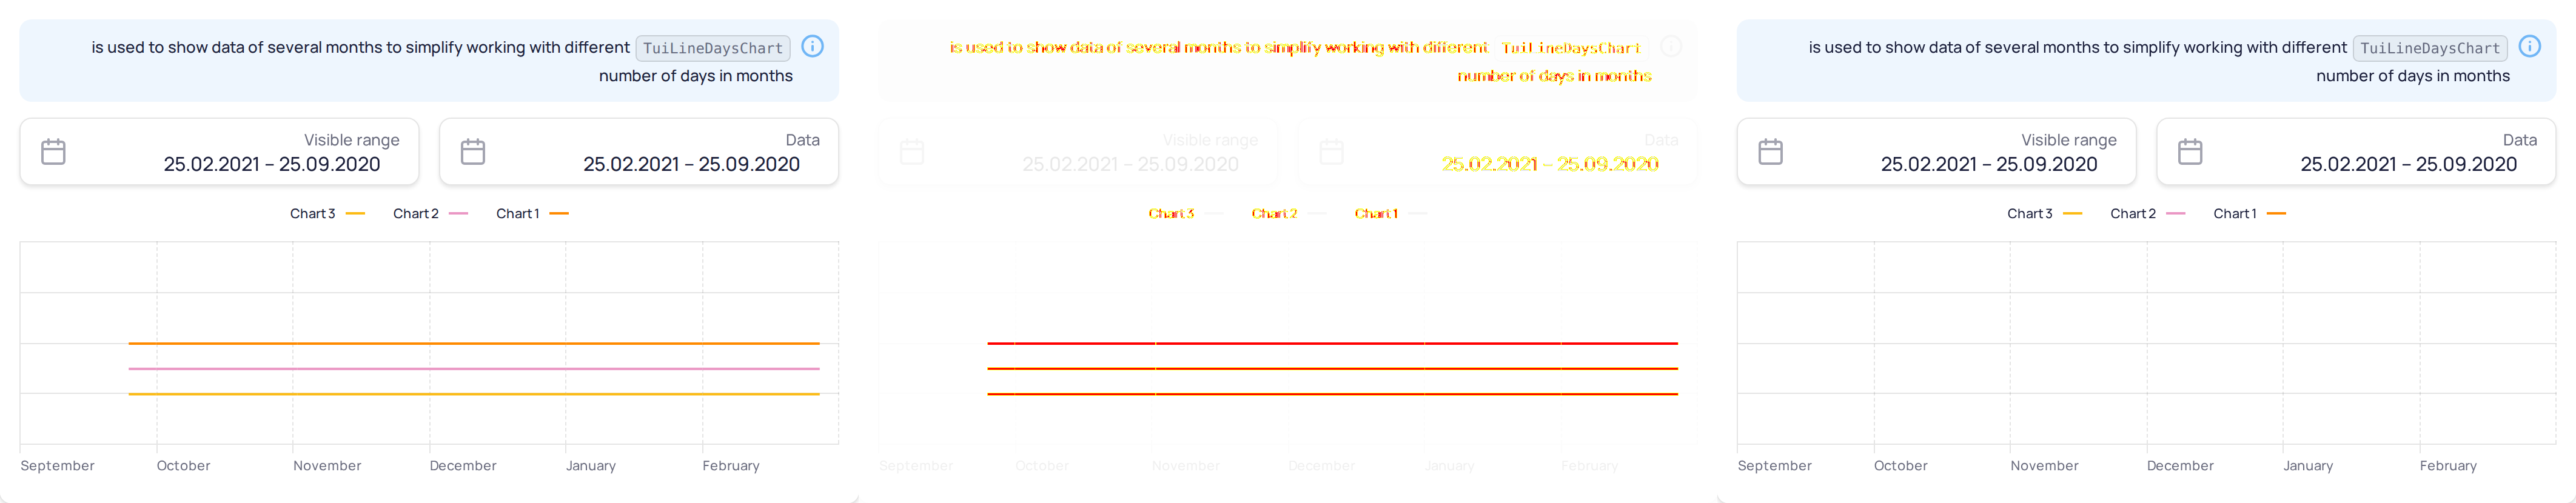 is used to show data of several months to simplify working with different TuiLineDaysChart
number of days in months
Visible range
25.02.2021 – 25.09.2020
Data
25.02.2021 – 25.09.2020
Chart 3 Chart 2 Chart 1
September October November December January February
is used to show data of several months to simplify working with different TuiLineDaysChart
number of days in months
Visible range
25.02.2021 – 25.09.2020
Data
25.02.2021 – 25.09.2020
Chart 3 Chart 2 Chart 1
September October November December January February
is used to show data of several months to simplify working with different TuiLineDaysChart
number of days in months
Visible range
25.02.2021 – 25.09.2020
Data
25.02.2021 – 25.09.2020
Chart 3 Chart 2 Chart 1
September October November December January February